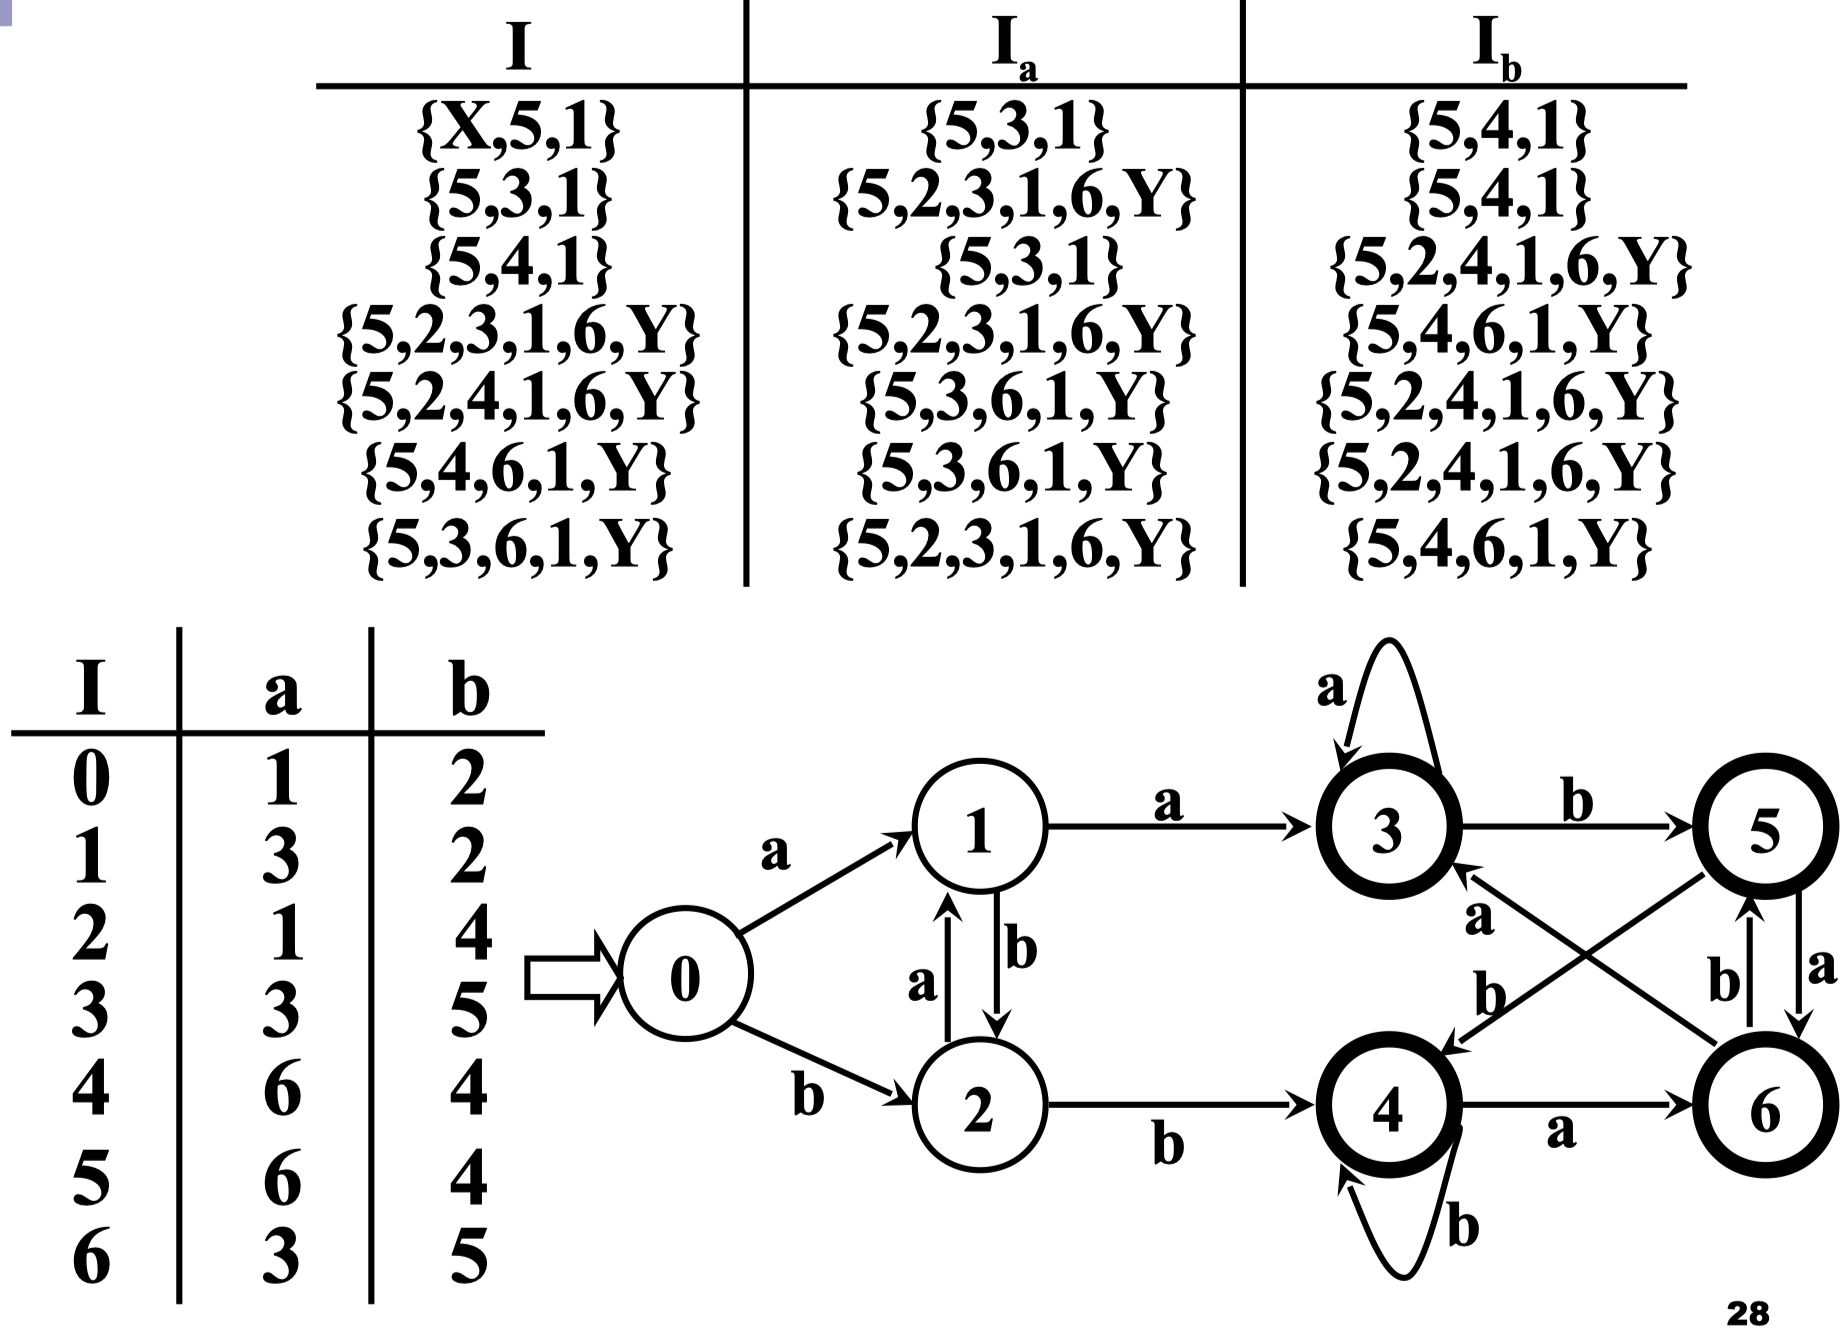 I Ia Ib
{X,5,1} {5,3,1} {5,4,1}
{5,3,1} {5,2,3,1,6,Y} {5,4,1}
{5,4,1} {5,3,1} {5,2,4,1,6,Y}
{5,2,3,1,6,Y} {5,2,3,1,6,Y} {5,4,6,1,Y}
{5,2,4,1,6,Y} {5,3,6,1,Y} {5,2,4,1,6,Y}
{5,4,6,1,Y} {5,3,6,1,Y} {5,2,4,1,6,Y}
{5,3,6,1,Y} {5,2,3,1,6,Y} {5,4,6,1,Y}
I a b
0 1 2
1 3 2
2 1 4
3 3 5
4 6 4
5 6 4
6 3 5
a
a b
1 3 5
a
a
b
a
b
b
a
0
b
b
2 4 6
b
a
b
28